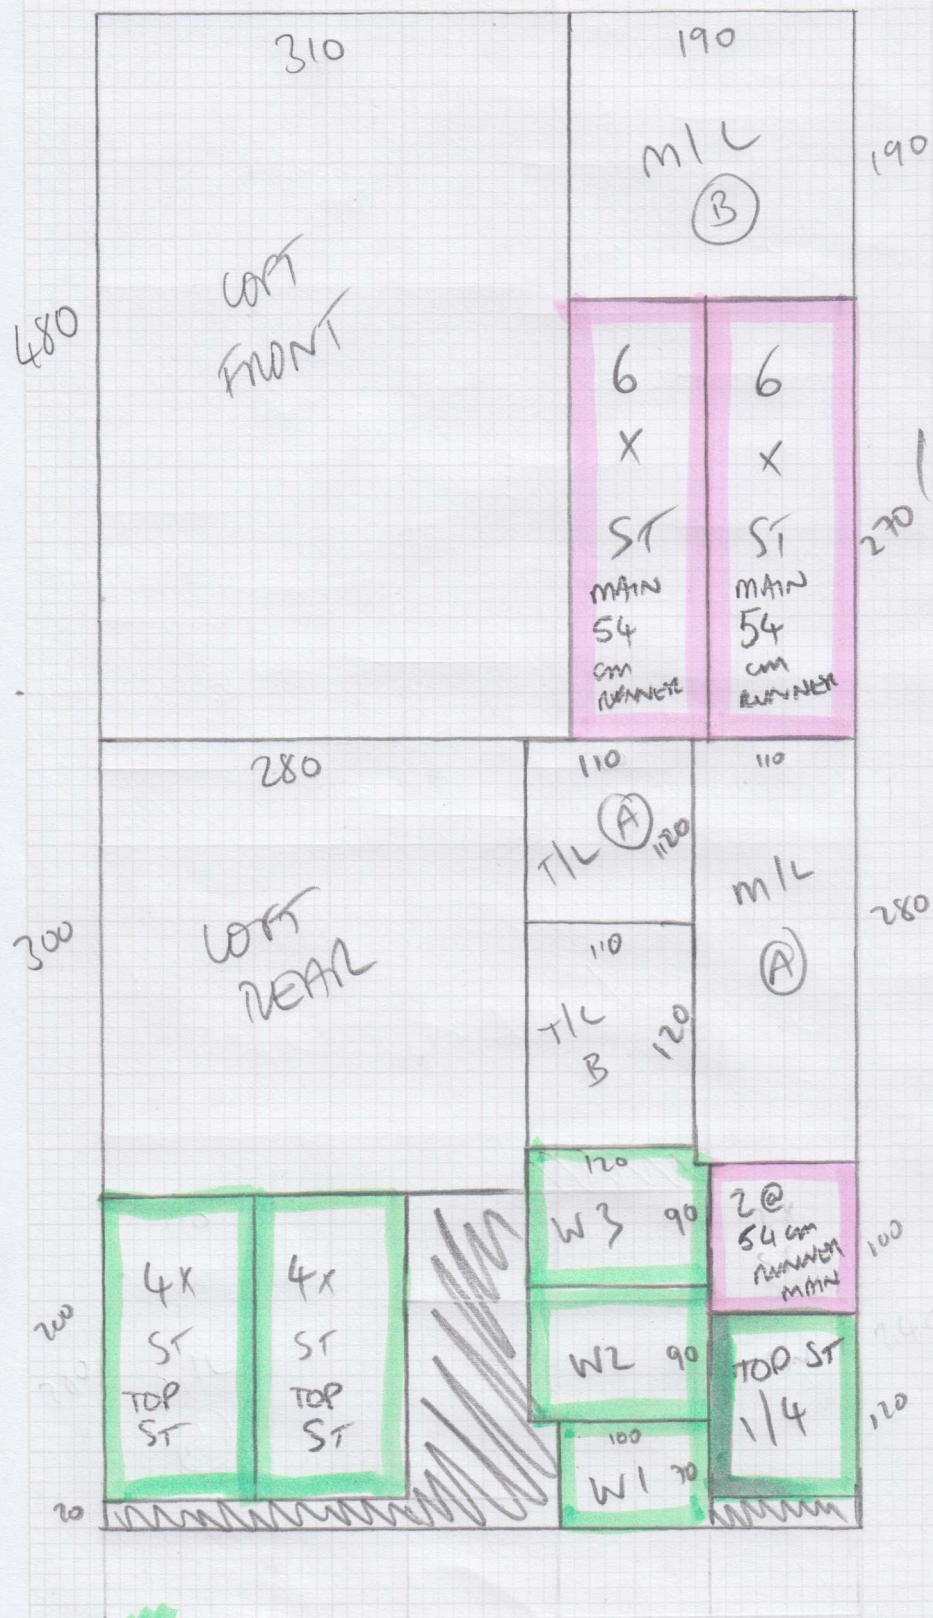 310
190
M/L
190
B
LOFT
FRONT
480
6
X
ST
MAIN
54
cm
RUNNER
6
X
ST
MAIN
54
cm
RUNNER
270
280
110
T/L A
120
110
M/L
A
280
LOFT
REAR
300
110
T/L
B
120
120
W3 90
2@
54 cm
RUNNER
MAIN
100
4X
ST
TOP
ST
4X
ST
TOP
ST
200
W2 90
TOP ST
1/4
120
100
W1 70
20